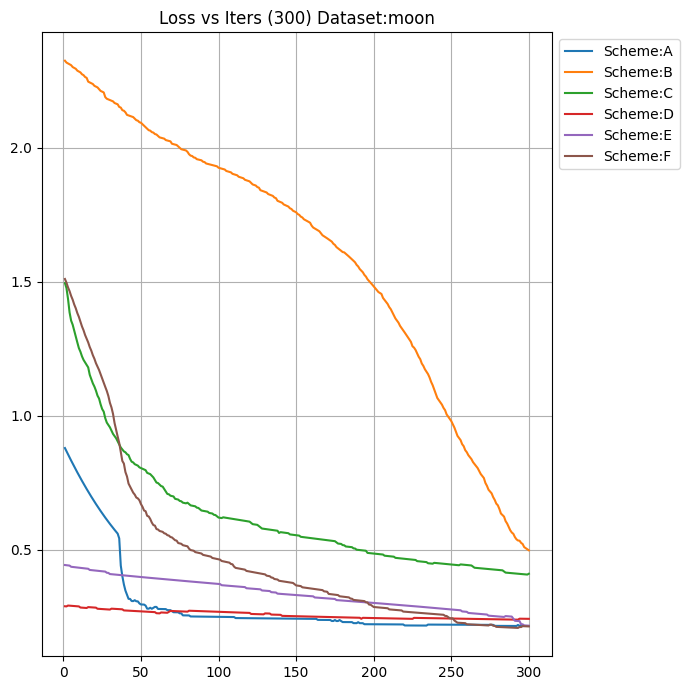 Loss vs Iters (300) Dataset:moon
Scheme:A
Scheme:B
Scheme:C
Scheme:D
Scheme:E
Scheme:F
2.0
1.5
1.0
0.5
0 50 100 150 200 250 300